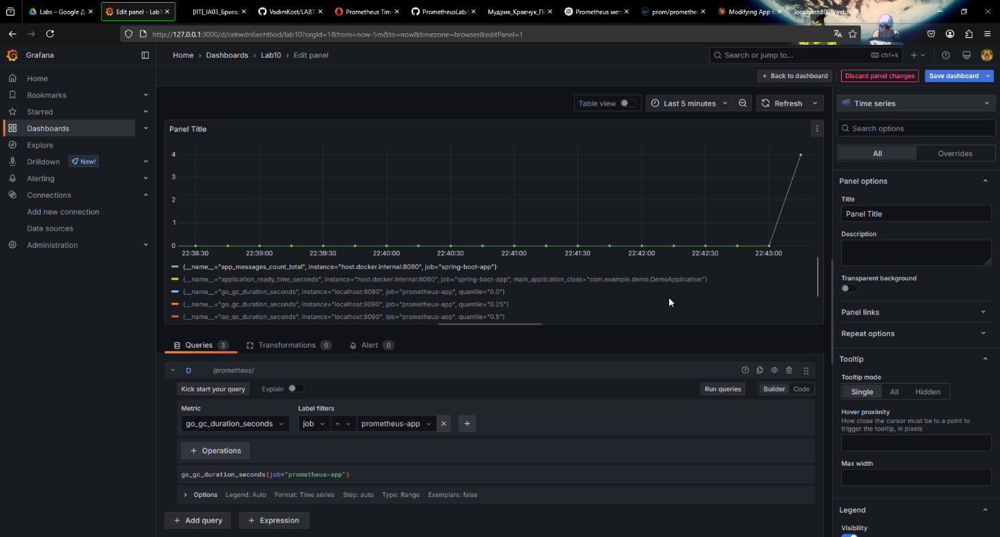 Labs – Google Д
Edit panel - Lab1
[ІІТ]_ІА03_Брига
VadimKost/LAB7
Prometheus Tim
PrometheusLab/
Мудрик_Кравчук_П
Prometheus мет
prom/promethe
Modifying App t
localhost:8080/actua
http://127.0.0.1:3000/d/cekwdn6xeht6od/lab10?orgId=1&from=now-5m&to=now&timezone=browser&editPanel=1
Grafana
Home › Dashboards › Lab10 › Edit panel
Search or jump to...
ctrl+k
Back to dashboard
Discard panel changes
Save dashboard
Home
Bookmarks
Starred
Dashboards
Explore
Drilldown
New!
Alerting
Connections
Add new connection
Data sources
Administration
Table view
Last 5 minutes
Refresh
Panel Title
4
3
2
1
0
22:38:30 22:39:00 22:39:30 22:40:00 22:40:30 22:41:00 22:41:30 22:42:00 22:42:30 22:43:00
{__name__="app_messages_count_total", instance="host.docker.internal:8080", job="spring-boot-app"}
{__name__="application_ready_time_seconds", instance="host.docker.internal:8080", job="spring-boot-app", main_application_class="com.example.demo.DemoApplication"}
{__name__="go_gc_duration_seconds", instance="localhost:9090", job="prometheus-app", quantile="0.0"}
{__name__="go_gc_duration_seconds", instance="localhost:9090", job="prometheus-app", quantile="0.25"}
{__name__="go_gc_duration_seconds", instance="localhost:9090", job="prometheus-app", quantile="0.5"}
Queries 3
Transformations 0
Alert 0
D (prometheus)
Kick start your query
Explain
Run queries
Builder
Code
Metric
Label filters
go_gc_duration_seconds
job
=
prometheus-app
+ Operations
go_gc_duration_seconds{job="prometheus-app"}
Options Legend: Auto Format: Time series Step: auto Type: Range Exemplars: false
+ Add query
+ Expression
Time series
Search options
All
Overrides
Panel options
Title
Panel Title
Description
Transparent background
Panel links
Repeat options
Tooltip
Tooltip mode
Single
All
Hidden
Hover proximity
How close the cursor must be to a point to
trigger the tooltip, in pixels
Max width
Legend
Visibility